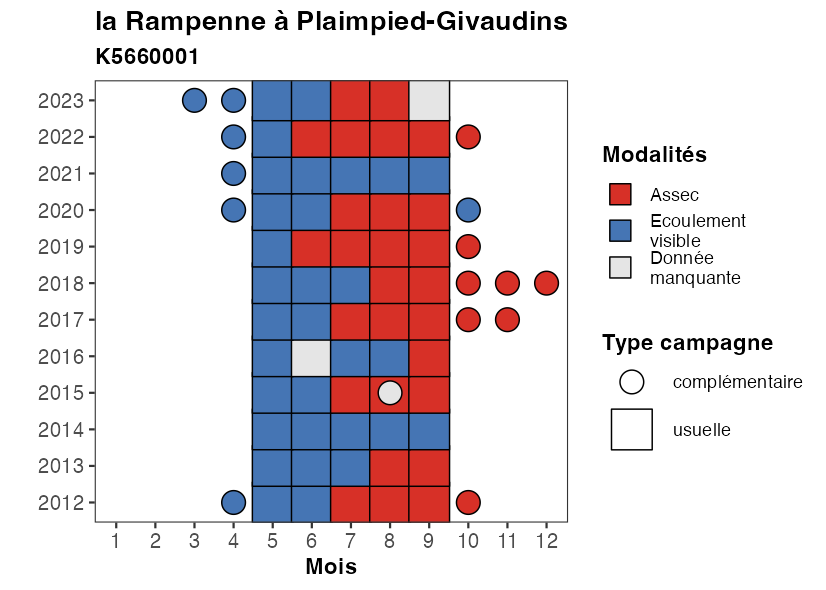 la Rampenne à Plaimpied-Givaudins
K5660001
2023
2022
2021
2020
2019
2018
2017
2016
2015
2014
2013
2012
1 2 3 4 5 6 7 8 9 10 11 12
Mois
Modalités
Assec
Ecoulement
visible
Donnée
manquante
Type campagne
complémentaire
usuelle